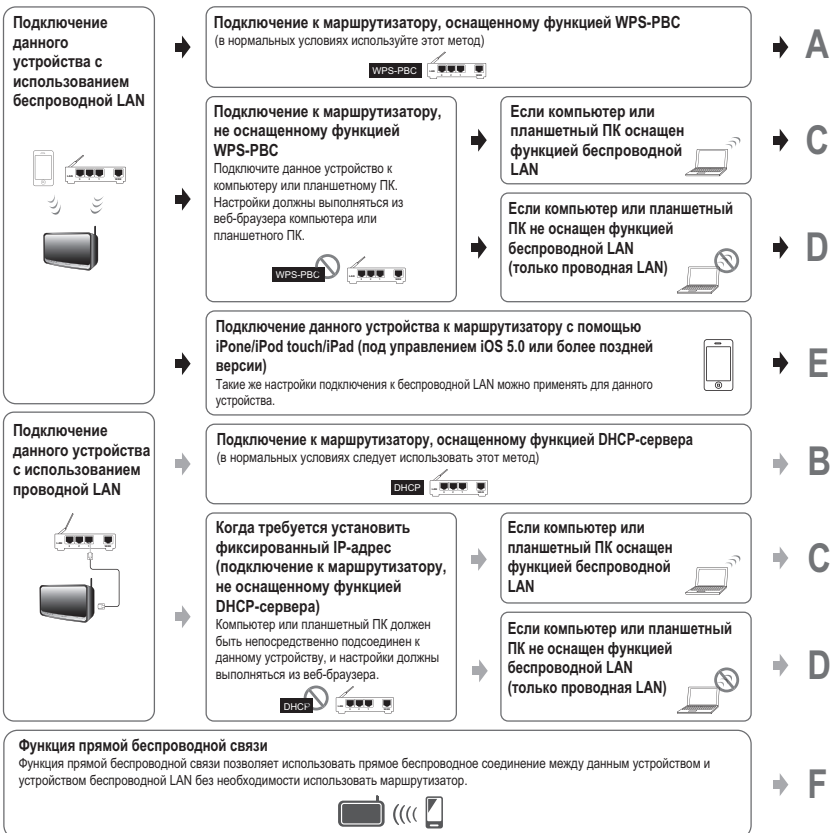 Подключение
данного
устройства с
использованием
беспроводной LAN
Подключение к маршрутизатору, оснащенному функцией WPS-PBC
(в нормальных условиях используйте этот метод)
WPS-PBC
A
Подключение к маршрутизатору,
не оснащенному функцией
WPS-PBC
Подключите данное устройство к
компьютеру или планшетному ПК.
Настройки должны выполняться из
веб-браузера компьютера или
планшетного ПК.
WPS-PBC
Если компьютер или
планшетный ПК оснащен
функцией беспроводной
LAN
C
Если компьютер или планшетный
ПК не оснащен функцией
беспроводной LAN
(только проводная LAN)
D
Подключение данного устройства к маршрутизатору с помощью
iPone/iPod touch/iPad (под управлением iOS 5.0 или более поздней
версии)
Такие же настройки подключения к беспроводной LAN можно применять для данного
устройства.
E
Подключение
данного устройства
с использованием
проводной LAN
Подключение к маршрутизатору, оснащенному функцией DHCP-сервера
(в нормальных условиях следует использовать этот метод)
DHCP
B
Когда требуется установить
фиксированный IP-адрес
(подключение к маршрутизатору,
не оснащенному функцией
DHCP-сервера)
Компьютер или планшетный ПК должен
быть непосредственно подсоединен к
данному устройству, и настройки должны
выполняться из веб-браузера.
DHCP
Если компьютер или
планшетный ПК оснащен
функцией беспроводной
LAN
C
Если компьютер или планшетный
ПК не оснащен функцией
беспроводной LAN
(только проводная LAN)
D
Функция прямой беспроводной связи
Функция прямой беспроводной связи позволяет использовать прямое беспроводное соединение между данным устройством и
устройством беспроводной LAN без необходимости использовать маршрутизатор.
F